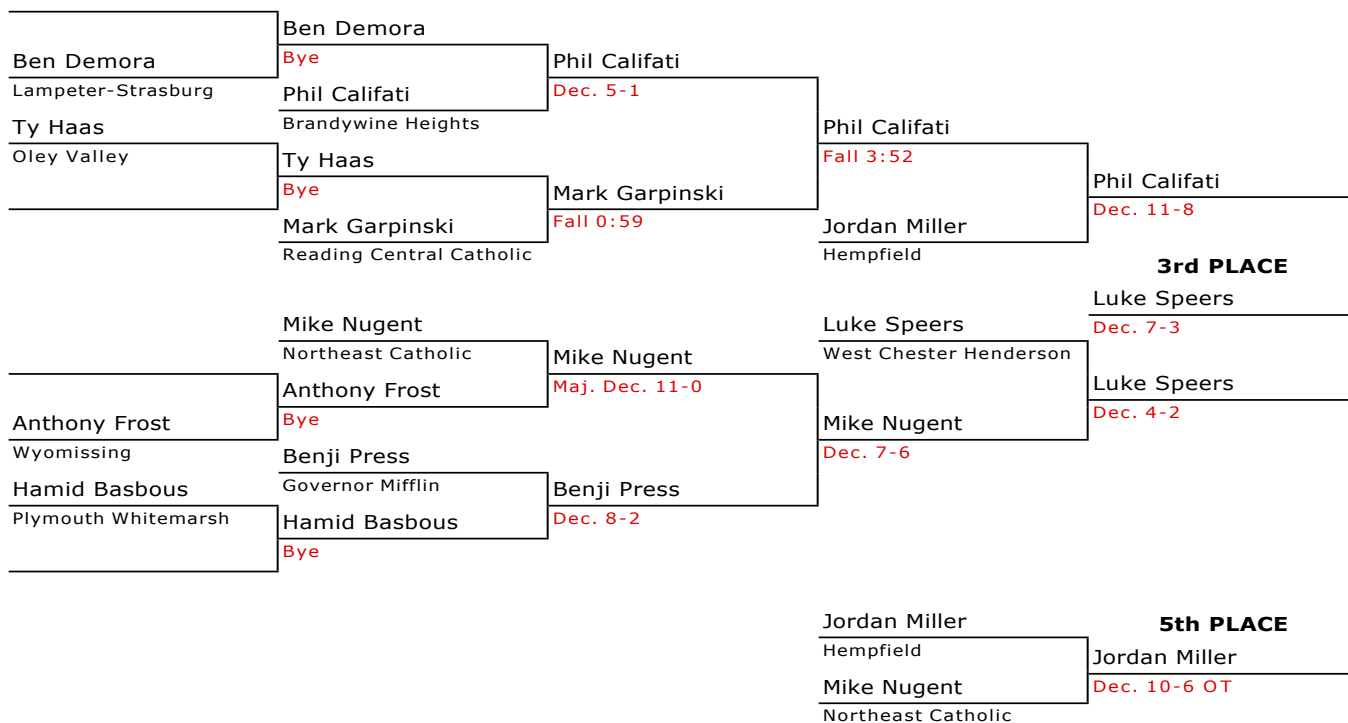 Ben Demora
Lampeter-Strasburg
Ty Haas
Oley Valley
Anthony Frost
Wyomissing
Hamid Basbous
Plymouth Whitemarsh
Ben Demora
Bye
Phil Califati
Brandywine Heights
Ty Haas
Bye
Mark Garpinski
Reading Central Catholic
Mike Nugent
Northeast Catholic
Anthony Frost
Bye
Benji Press
Governor Mifflin
Hamid Basbous
Bye
Phil Califati
Dec. 5-1
Mark Garpinski
Fall 0:59
Mike Nugent
Maj. Dec. 11-0
Benji Press
Dec. 8-2
Phil Califati
Fall 3:52
Jordan Miller
Hempfield
Luke Speers
West Chester Henderson
Mike Nugent
Dec. 7-6
Phil Califati
Dec. 11-8
3rd PLACE
Luke Speers
Dec. 7-3
Luke Speers
Dec. 4-2
Jordan Miller
Hempfield
Mike Nugent
Northeast Catholic
5th PLACE
Jordan Miller
Dec. 10-6 OT